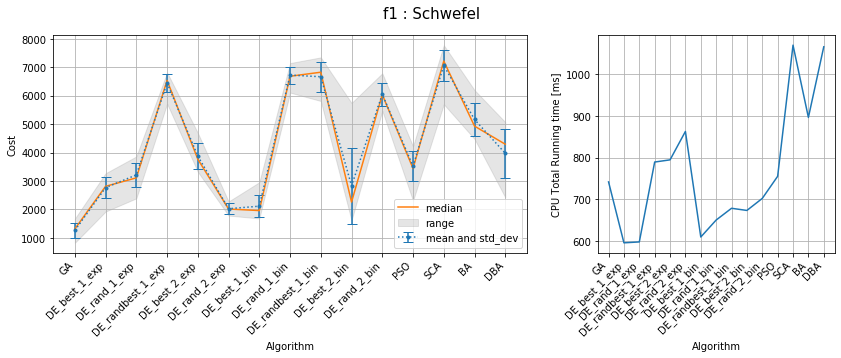 f1 : Schwefel
Cost
8000
7000
6000
5000
4000
3000
2000
1000
median
range
mean and std_dev
GA
DE_best_1_exp
DE_rand_1_exp
DE_randbest_1_exp
DE_best_2_exp
DE_rand_2_exp
DE_best_1_bin
DE_rand_1_bin
DE_randbest_1_bin
DE_best_2_bin
DE_rand_2_bin
PSO
SCA
BA
DBA
Algorithm
CPU Total Running time [ms]
1000
900
800
700
600
GA
DE_best_1_exp
DE_rand_1_exp
DE_randbest_1_exp
DE_best_2_exp
DE_rand_2_exp
DE_best_1_bin
DE_rand_1_bin
DE_randbest_1_bin
DE_best_2_bin
DE_rand_2_bin
PSO
SCA
BA
DBA
Algorithm